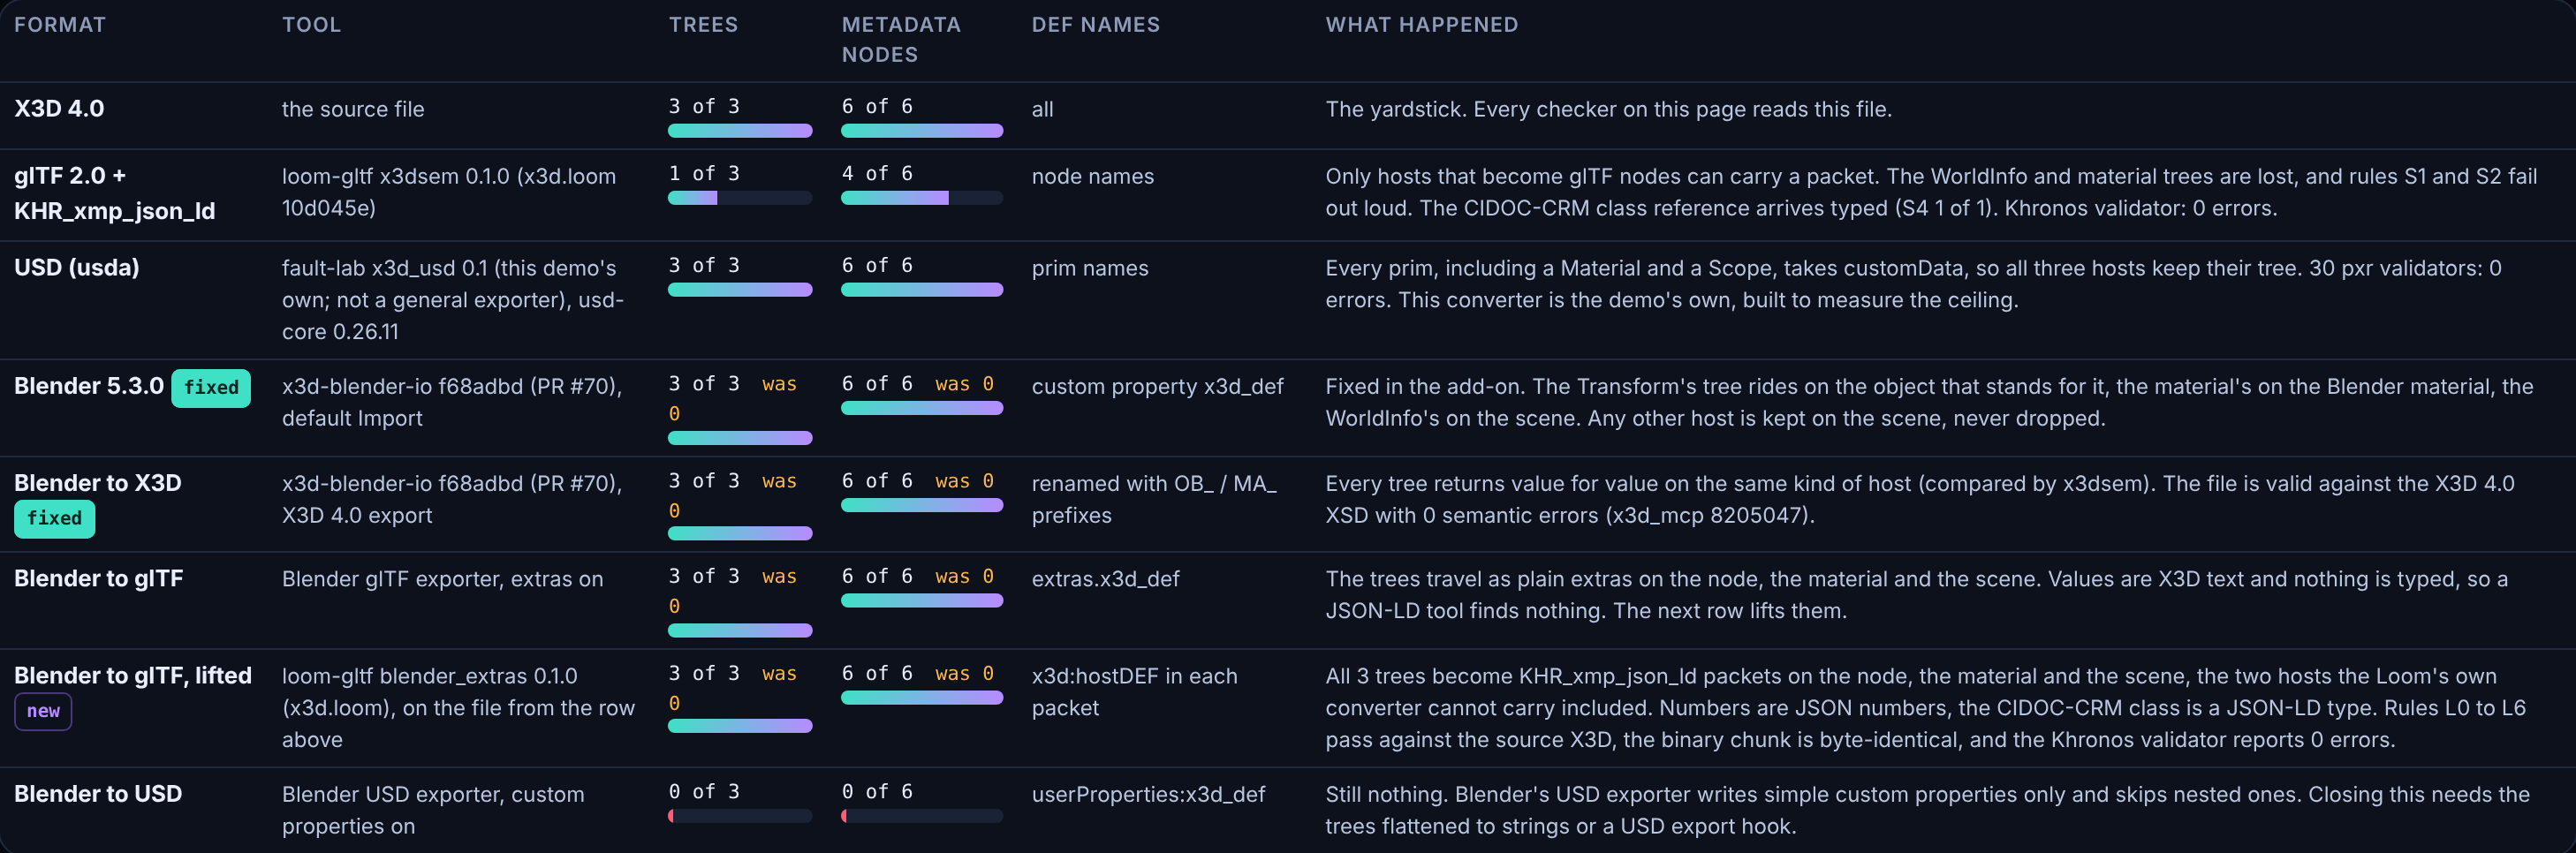 FORMAT TOOL TREES METADATA NODES DEF NAMES WHAT HAPPENED
X3D 4.0
the source file
3 of 3
6 of 6
all
The yardstick. Every checker on this page reads this file.
glTF 2.0 +
KHR_xmp_json_ld
loom-gltf x3dsem 0.1.0 (x3d.loom
10d045e)
1 of 3
4 of 6
node names
Only hosts that become glTF nodes can carry a packet. The WorldInfo and material trees are lost, and rules S1 and S2 fail
out loud. The CIDOC-CRM class reference arrives typed (S4 1 of 1). Khronos validator: 0 errors.
USD (usda)
fault-lab x3d_usd 0.1 (this demo's
own; not a general exporter), usd-
core 0.26.11
3 of 3
6 of 6
prim names
Every prim, including a Material and a Scope, takes customData, so all three hosts keep their tree. 30 pxr validators: 0
errors. This converter is the demo's own, built to measure the ceiling.
Blender 5.3.0 fixed
x3d-blender-io f68adbd (PR #70),
default Import
3 of 3 was
0
6 of 6 was 0
custom property x3d_def
Fixed in the add-on. The Transform's tree rides on the object that stands for it, the material's on the Blender material, the
WorldInfo's on the scene. Any other host is kept on the scene, never dropped.
Blender to X3D
fixed
x3d-blender-io f68adbd (PR #70),
X3D 4.0 export
3 of 3 was
0
6 of 6 was 0
renamed with OB_ / MA_
prefixes
Every tree returns value for value on the same kind of host (compared by x3dsem). The file is valid against the X3D 4.0
XSD with 0 semantic errors (x3d_mcp 8205047).
Blender to glTF
Blender glTF exporter, extras on
3 of 3 was
0
6 of 6 was 0
extras.x3d_def
The trees travel as plain extras on the node, the material and the scene. Values are X3D text and nothing is typed, so a
JSON-LD tool finds nothing. The next row lifts them.
Blender to glTF, lifted
new
loom-gltf blender_extras 0.1.0
(x3d.loom), on the file from the row
above
3 of 3 was
0
6 of 6 was 0
x3d:hostDEF in each
packet
All 3 trees become KHR_xmp_json_ld packets on the node, the material and the scene, the two hosts the Loom's own
converter cannot carry included. Numbers are JSON numbers, the CIDOC-CRM class is a JSON-LD type. Rules L0 to L6
pass against the source X3D, the binary chunk is byte-identical, and the Khronos validator reports 0 errors.
Blender to USD
Blender USD exporter, custom
properties on
0 of 3
0 of 6
userProperties:x3d_def
Still nothing. Blender's USD exporter writes simple custom properties only and skips nested ones. Closing this needs the
trees flattened to strings or a USD export hook.